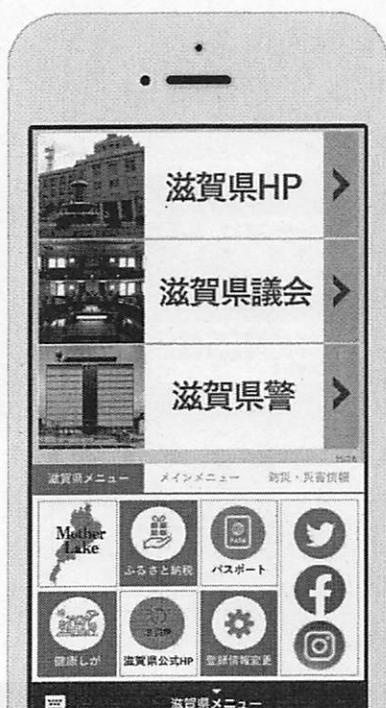 滋賀県HP
滋賀県議会
滋賀県警
滋賀県メニュー メインメニュー 防災・災害情報
Mother
Lake
ふるさと納税
パスポート
健康しが
滋賀県公式HP
登録情報変更
滋賀県メニュー